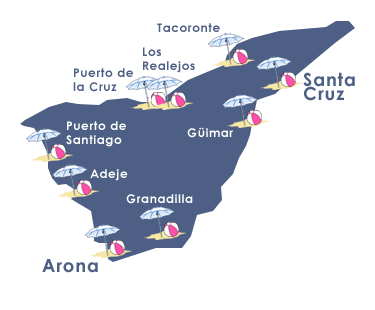 Tacoronte
Los
Realejos
Puerto de
la Cruz
Santa
Cruz
Güimar
Puerto de
Santiago
Adeje
Granadilla
Arona